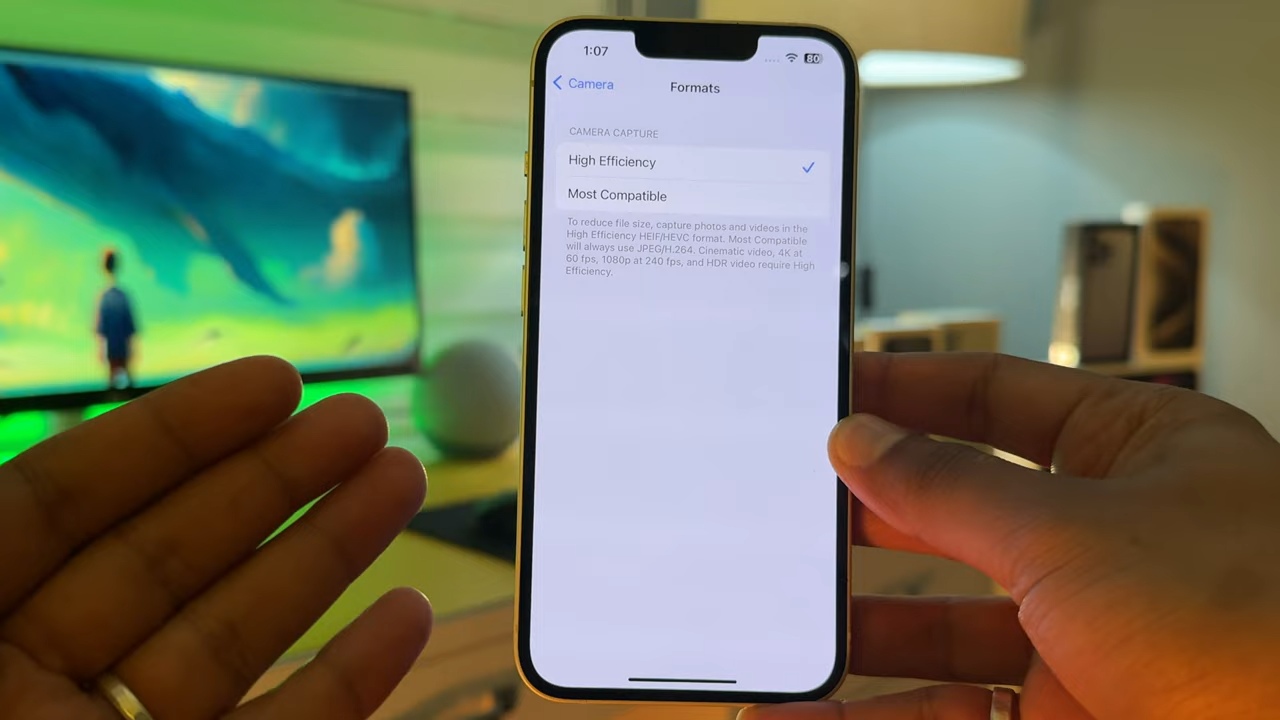 1:07
80
Camera
Formats
CAMERA CAPTURE
High Efficiency
Most Compatible
To reduce file size, capture photos and videos in the
High Efficiency HEIF/HEVC format. Most Compatible
will always use JPEG/H.264. Cinematic video, 4K at
60 fps, 1080p at 240 fps, and HDR video require High
Efficiency.